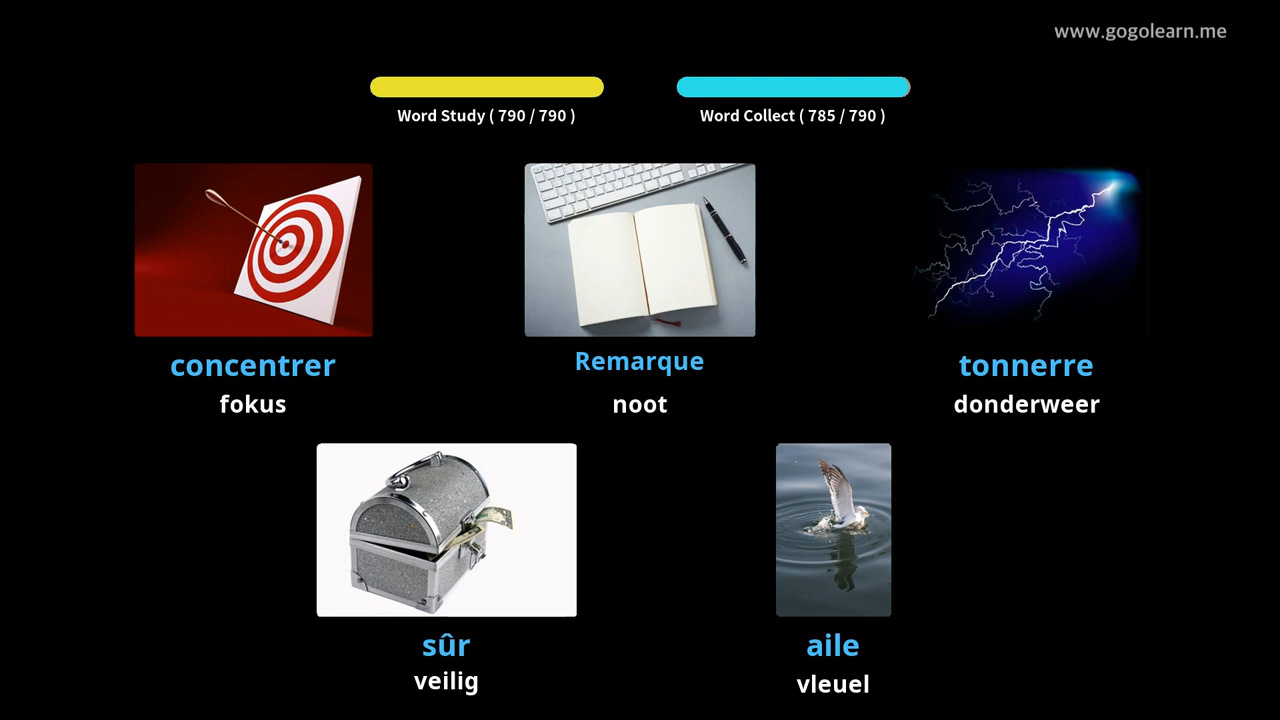 www.gogolearn.me
Word Study ( 790 / 790 )
Word Collect ( 785 / 790 )
concentrer
fokus
Remarque
noot
tonnerre
donderweer
sûr
veilig
aile
vleuel